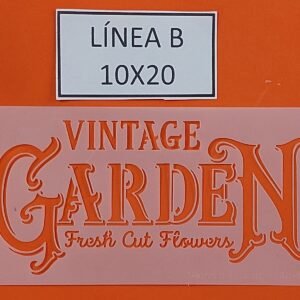 LÍNEA B
10X20
VINTAGE
GARDEN
Fresh Cut Flowers